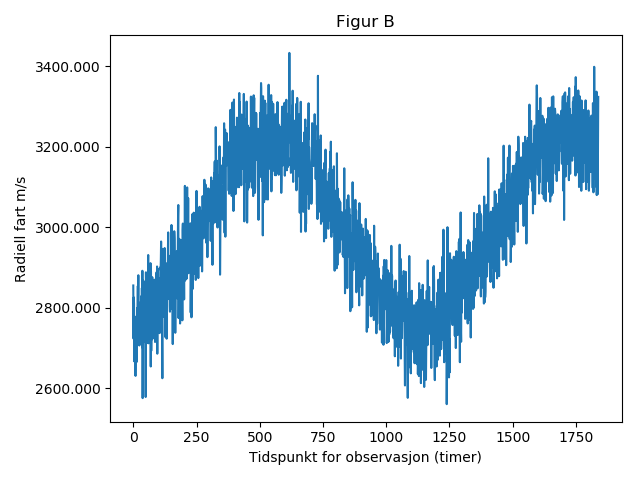 Figur B
Radiell fart m/s
3400.000
3200.000
3000.000
2800.000
2600.000
0 250 500 750 1000 1250 1500 1750
Tidspunkt for observasjon (timer)